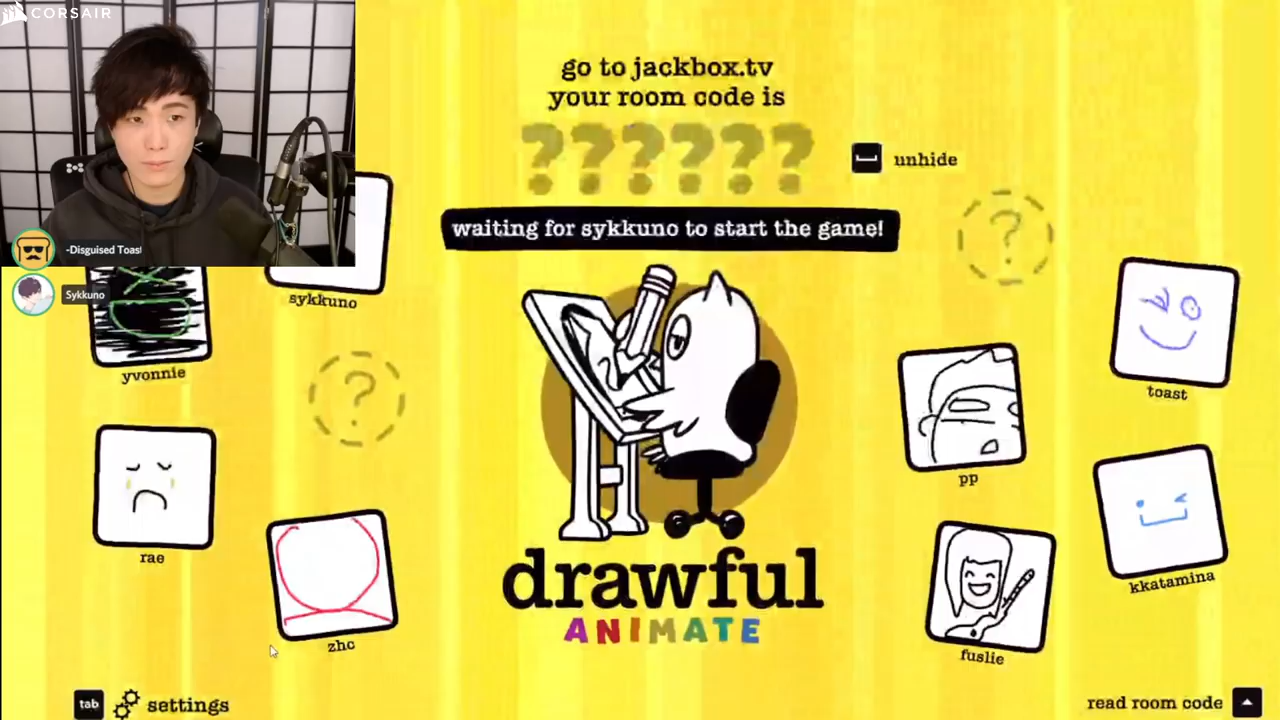 CORSAIR
go to jackbox.tv
your room code is
??????
unhide
waiting for sykkuno to start the game!
-Disguised Toast
Sykkuno
sykkuno
yvonnie
toast
pp
rae
kkatamina
zhc
fuslie
drawful
ANIMATE
tab
settings
read room code